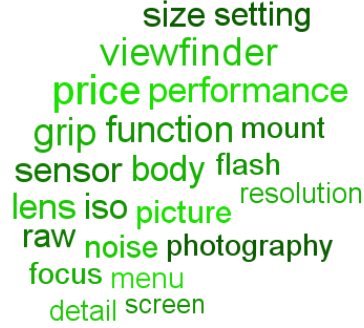 size setting
viewfinder
price performance
grip function mount
sensor body flash
resolution
lens iso picture
raw noise photography
focus menu
detail screen